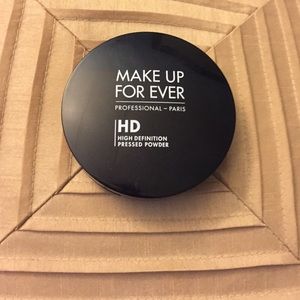 MAKE UP
FOR EVER
PROFESSIONAL – PARIS
HD
HIGH DEFINITION
PRESSED POWDER